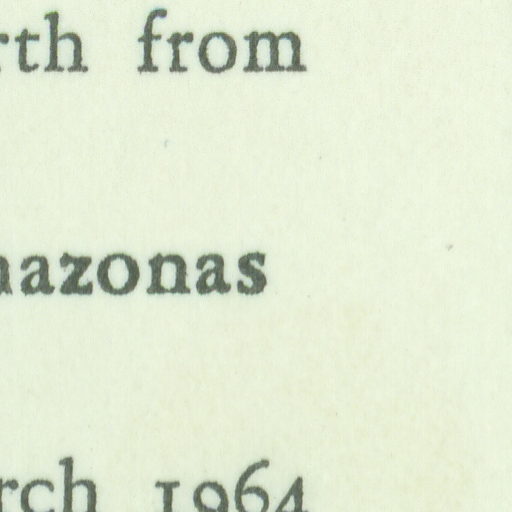 rth from
nazonas
rch 1964